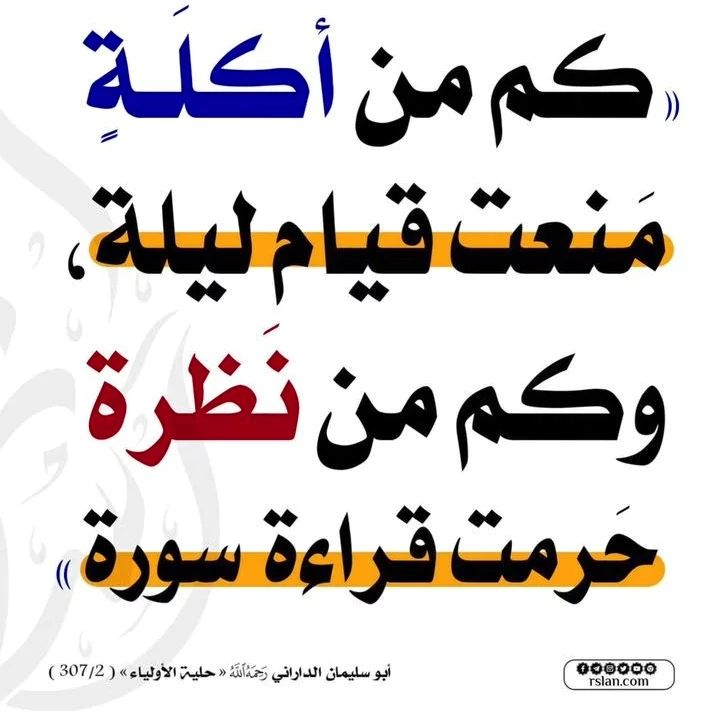 (( كم من أكلَةٍ
مَنعت قيام ليلة،
وكم من نَظرة
حَرمت قراءة سورة ))
أبو سليمان الداراني رَحِمَهُ اللَّهُ « حلية الأولياء » ( 307/2 )
rslan.com